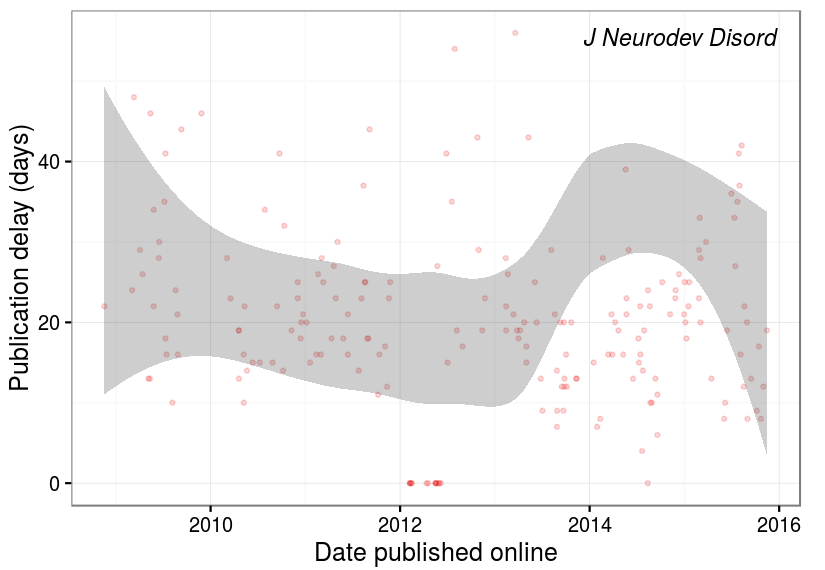 J Neurodev Disord
Publication delay (days)
40
20
0
2010 2012 2014 2016
Date published online